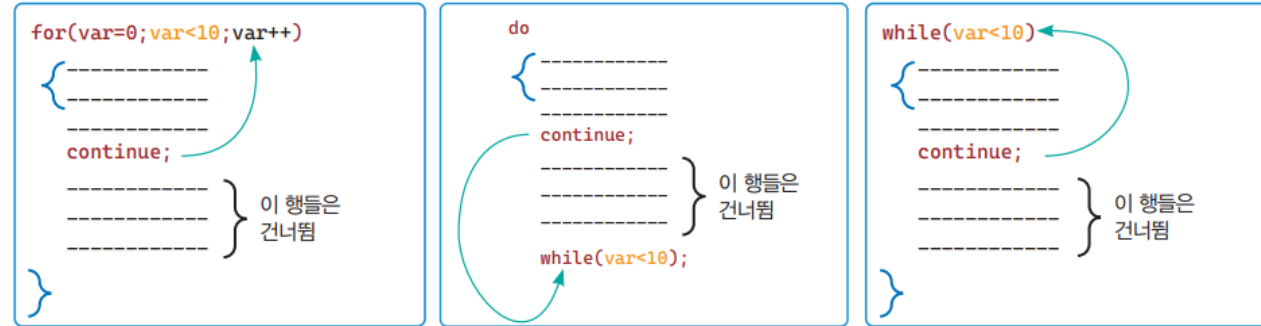 for(var=0;var<10;var++)
{
continue;
이 행들은
건너뜀
}
do
{
continue;
이 행들은
건너뜀
while(var<10);
while(var<10)
{
continue;
이 행들은
건너뜀
}